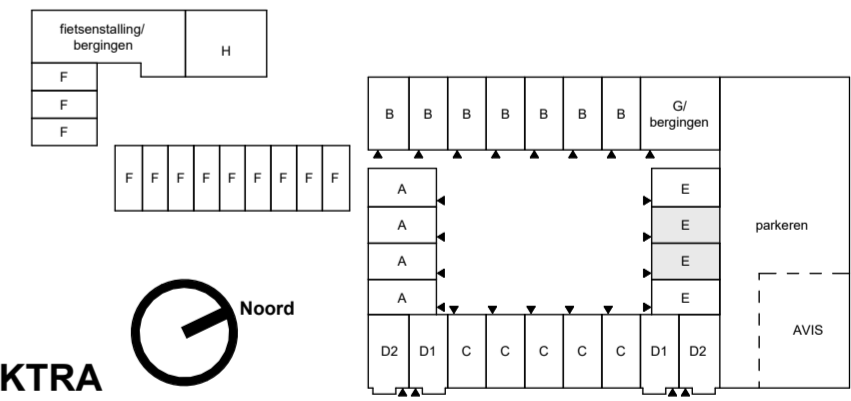 fietsenstalling/
bergingen
H
F
F
F
F F F F F F F F F
B B B B B B B
G/
bergingen
A
A
A
A
E
E
E
E
parkeren
AVIS
D2 D1 C C C C C D1 D2
Noord
KTRA